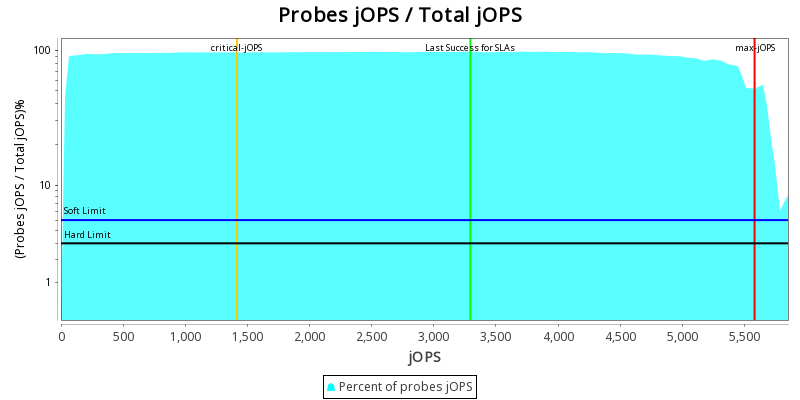 Probes jOPS / Total jOPS
critical-jOPS
Last Success for SLAs
max-jOPS
100
10
1
(Probes jOPS / Total jOPS)%
Soft Limit
Hard Limit
0
500
1,000
1,500
2,000
2,500
3,000
3,500
4,000
4,500
5,000
5,500
jOPS
Percent of probes jOPS